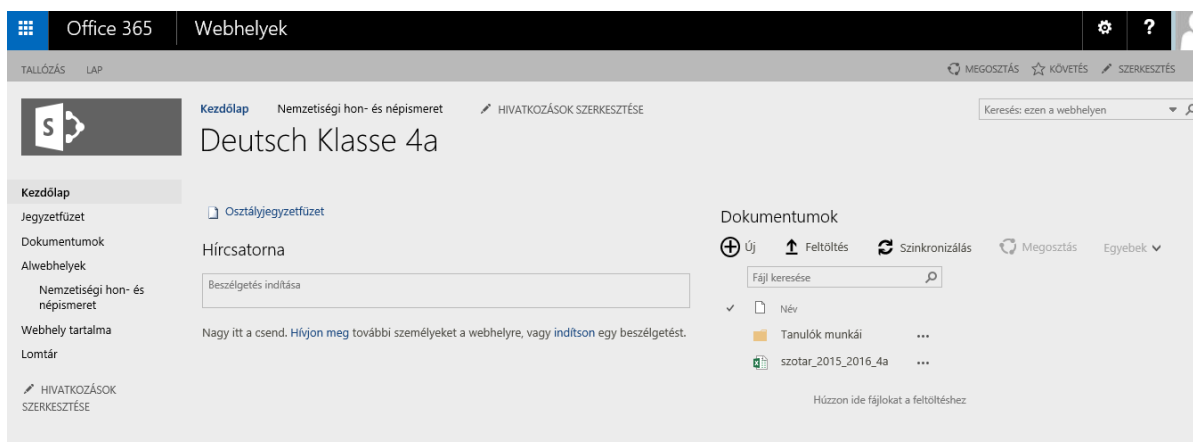 Office 365
Webhelyek
?
TALLÓZÁS LAP
MEGOSZTÁS KÖVETÉS SZERKESZTÉS
S
Kezdőlap Nemzetiségi hon- és népismeret HIVATKOZÁSOK SZERKESZTÉSE
Keresés: ezen a webhelyen
Deutsch Klasse 4a
Kezdőlap
Jegyzetfüzet
Dokumentumok
Alwebhelyek
Nemzetiségi hon- és
népismeret
Webhely tartalma
Lomtár
HIVATKOZÁSOK
SZERKESZTÉSE
Osztályjegyzetfüzet
Hírcsatorna
Beszélgetés indítása
Nagy itt a csend. Hívjon meg további személyeket a webhelyre, vagy indítson egy beszélgetést.
Dokumentumok
Új Feltöltés Szinkronizálás Megosztás Egyebek
Fájl keresése
Név
Tanulók munkái ...
szotar_2015_2016_4a ...
Húzzon ide fájlokat a feltöltéshez